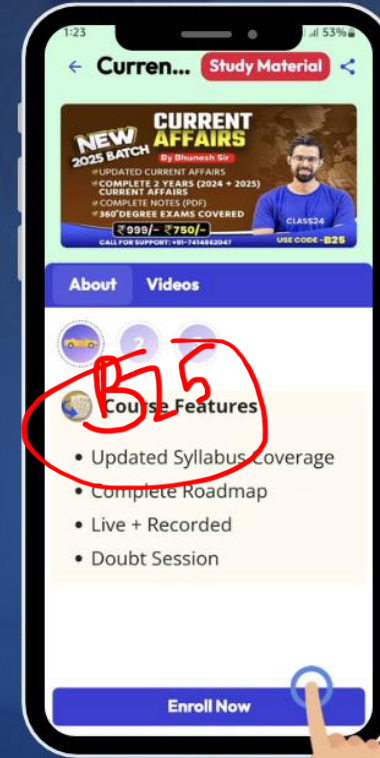 1:23
53%
Curren...
Study Material
NEW
2025 BATCH
CURRENT
AFFAIRS
By Bhunesh Sir
UPDATED CURRENT AFFAIRS
COMPLETE 2 YEARS (2024 + 2025)
CURRENT AFFAIRS
COMPLETE NOTES (PDF)
360°DEGREE EXAMS COVERED
₹999/- ₹750/-
CALL FOR SUPPORT: +91-7414862047
CLASS24
USE CODE -B25
About Videos
2
B25
Course Features
• Updated Syllabus Coverage
• Complete Roadmap
• Live + Recorded
• Doubt Session
Enroll Now